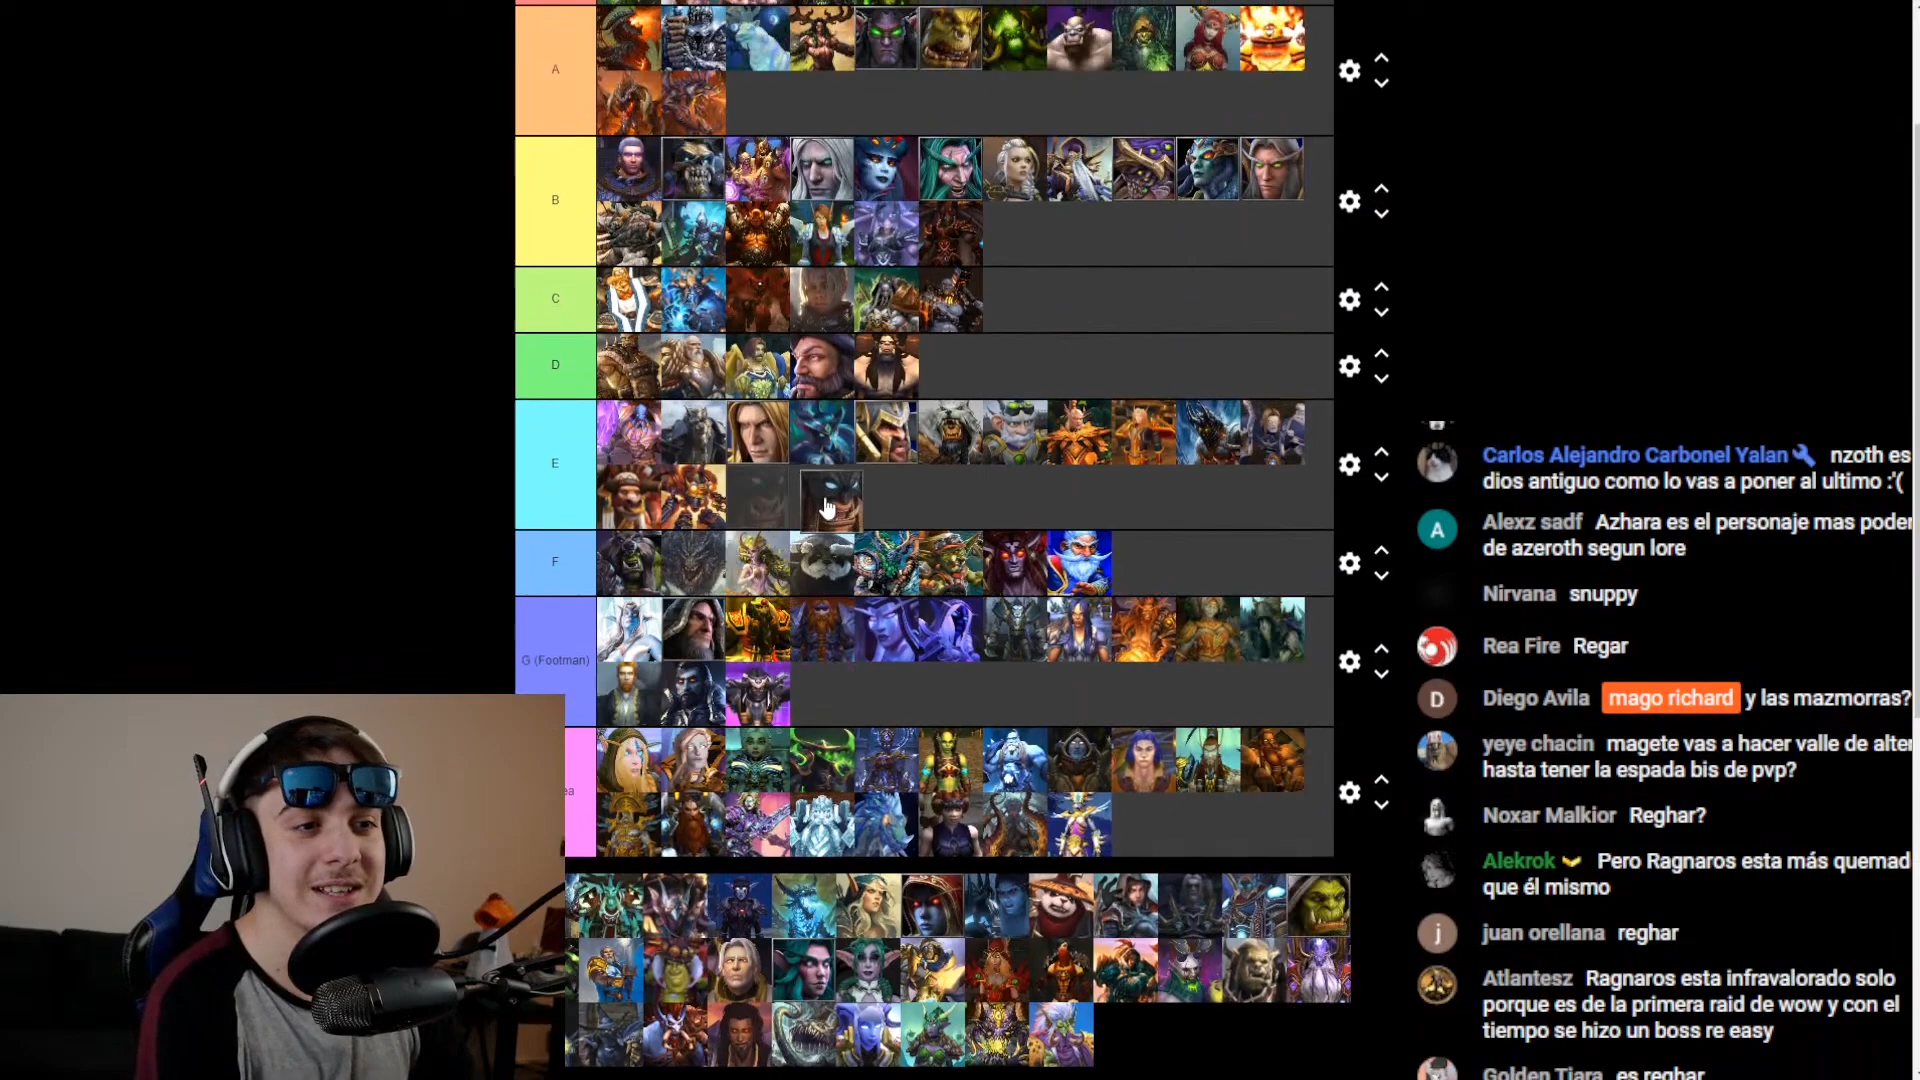 A
B
C
D
E
F
G (Footman)
ea
Carlos Alejandro Carbonel Yalan nzoth es
dios antiguo como lo vas a poner al ultimo :'(
A Alexz sadf Azhara es el personaje mas poder
de azeroth segun lore
Nirvana snuppy
Rea Fire Regar
D Diego Avila mago richard y las mazmorras?
yeye chacin magete vas a hacer valle de alter
hasta tener la espada bis de pvp?
Noxar Malkior Reghar?
Alekrok Pero Ragnaros esta más quemad
que él mismo
j juan orellana reghar
Atlantesz Ragnaros esta infravalorado solo
porque es de la primera raid de wow y con el
tiempo se hizo un boss re easy
Golden Tiara es reghar